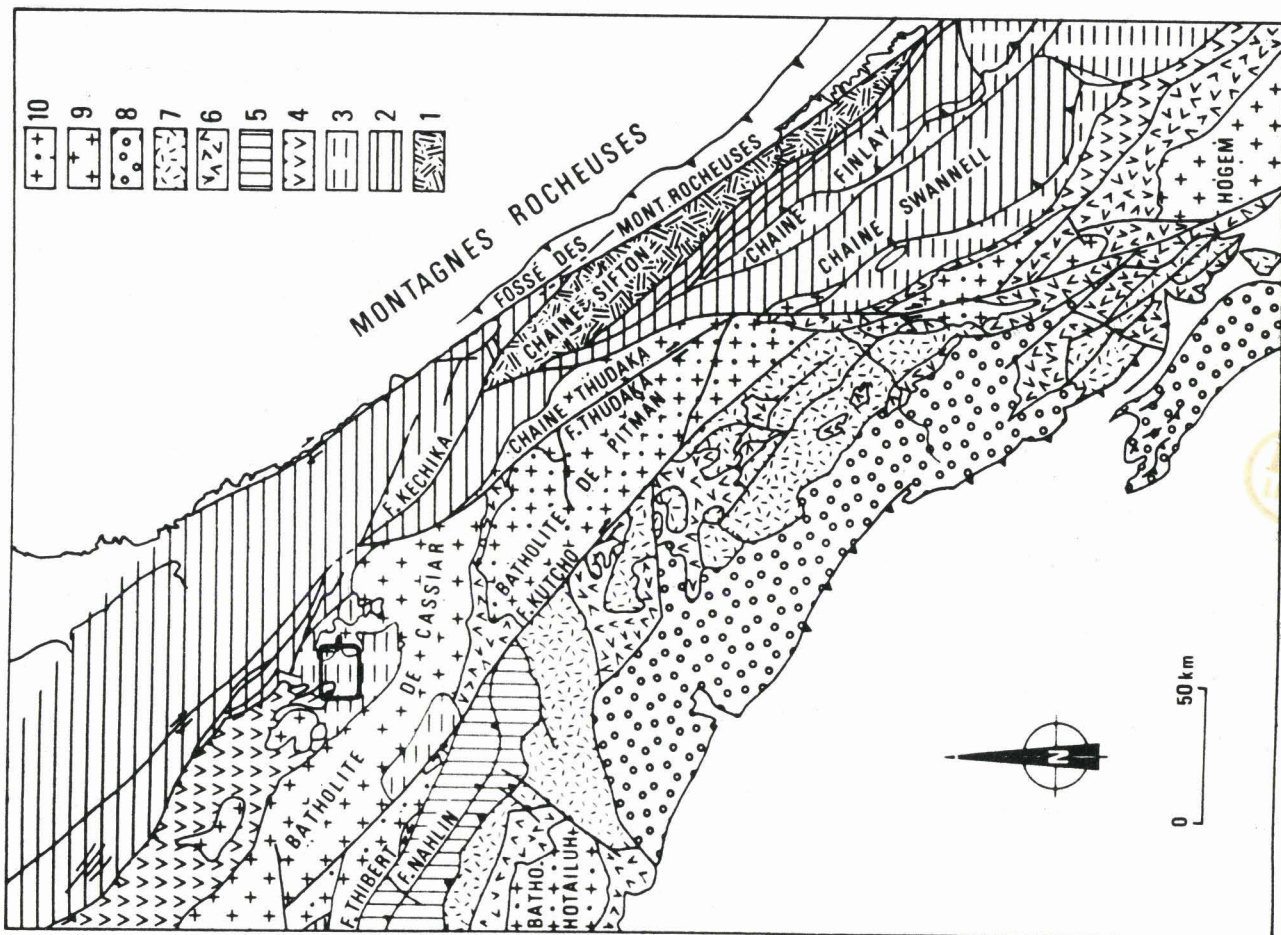 10
9
8
7
6
5
4
3
2
1
MONTAGNES ROCHEUSES
FOSSÉ DES MONT. ROCHEUSES
CHAINE SIFTON
CHAINE FINLAY
CHAINE SWANNELL
HOGEM
F. KECHIKA
CHAINE THUDAKA
F. THUDAKA
BATHOLITE DE PITMAN
F. KUTCHO
BATHOLITE DE CASSIAR
F. THIBERT
F. NAHLIN
BATHO.
HOTAILUH
N
0 50 km